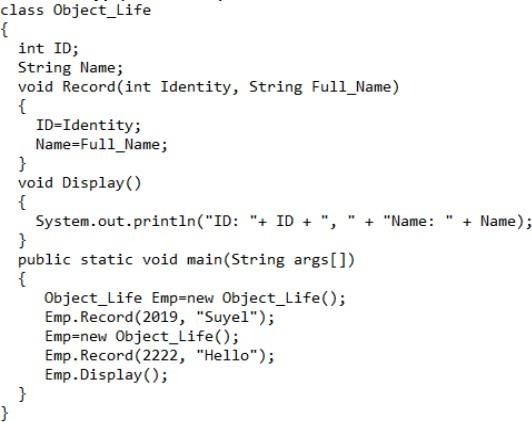 class Object_Life
{
int ID;
String Name;
void Record(int Identity, String Full_Name)
{
ID=Identity;
Name=Full_Name;
}
void Display()
{
System.out.println("ID: "+ ID + ", " + "Name: " + Name);
}
public static void main(String args[])
{
Object_Life Emp=new Object_Life();
Emp.Record(2019, "Suyel");
Emp=new Object_Life();
Emp.Record(2222, "Hello");
Emp.Display();
}
}